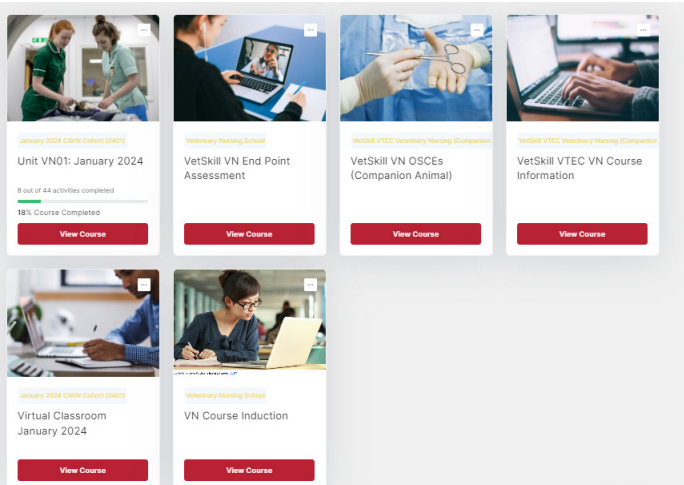 January 2024 CAVN Cohort (2401)
Unit VN01: January 2024
8 out of 44 activities completed
18% Course Completed
View Course
Veterinary Nursing School
VetSkill VN End Point
Assessment
View Course
VetSkill VTEC Veterinary Nursing (Companion
VetSkill VN OSCEs
(Companion Animal)
View Course
VetSkill VTEC Veterinary Nursing (Companion
VetSkill VTEC VN Course
Information
View Course
January 2024 CAVN Cohort (2401)
Virtual Classroom
January 2024
View Course
Veterinary Nursing School
VN Course Induction
View Course